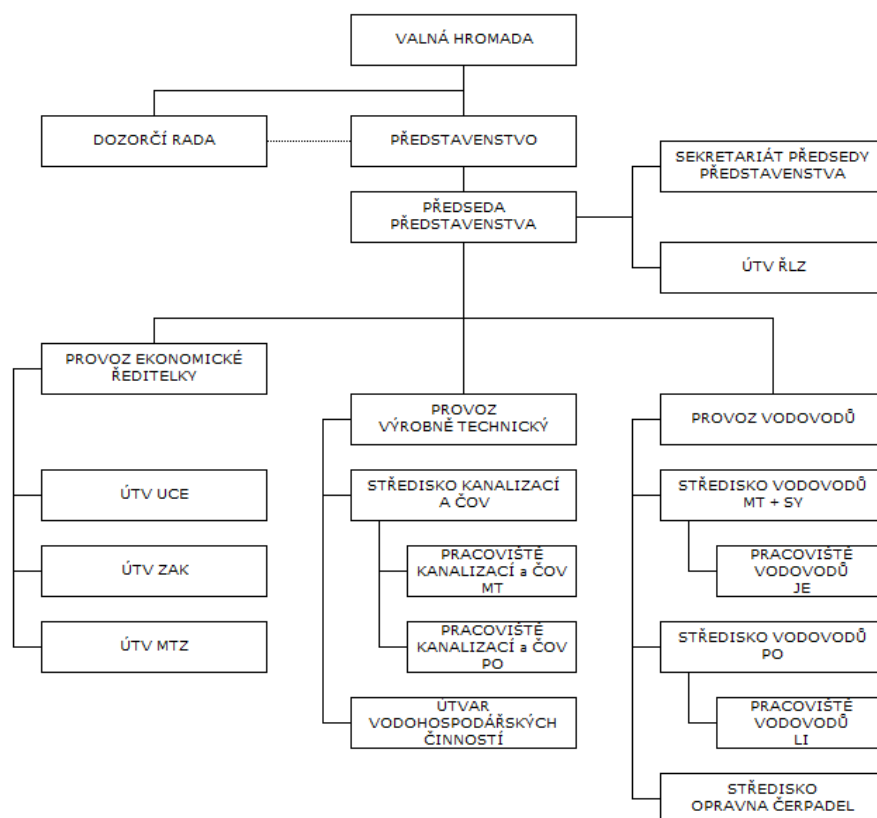 VALNÁ HROMADA
DOZORČÍ RADA
PŘEDSTAVENSTVO
SEKRETARIÁT PŘEDSEDY
PŘEDSTAVENSTVA
PŘEDSEDA
PŘEDSTAVENSTVA
ÚTV ŘLZ
PROVOZ EKONOMICKÉ
ŘEDITELKY
PROVOZ
VÝROBNĚ TECHNICKÝ
PROVOZ VODOVODŮ
ÚTV UCE
STŘEDISKO KANALIZACÍ
A ČOV
STŘEDISKO VODOVODŮ
MT + SY
ÚTV ZAK
PRACOVIŠTĚ
KANALIZACÍ a ČOV
MT
PRACOVIŠTĚ
VODOVODŮ
JE
ÚTV MTZ
PRACOVIŠTĚ
KANALIZACÍ a ČOV
PO
STŘEDISKO VODOVODŮ
PO
ÚTVAR
VODOHOSPODÁŘSKÝCH
ČINNOSTÍ
PRACOVIŠTĚ
VODOVODŮ
LI
STŘEDISKO
OPRAVNA ČERPADEL